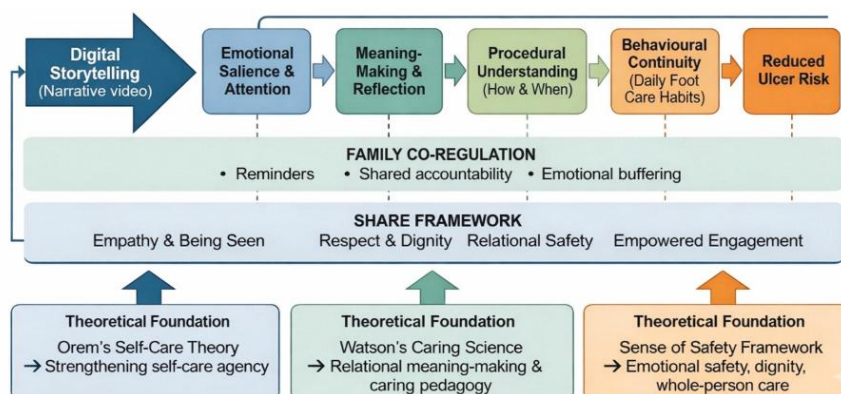 Digital
Storytelling
(Narrative video)
Emotional
Salience &
Attention
Meaning-
Making &
Reflection
Procedural
Understanding
(How & When)
Behavioural
Continuity
(Daily Foot
Care Habits)
Reduced
Ulcer Risk
FAMILY CO-REGULATION
• Reminders • Shared accountability • Emotional buffering
SHARE FRAMEWORK
Empathy & Being Seen Respect & Dignity Relational Safety Empowered Engagement
Theoretical Foundation
Orem's Self-Care Theory
→ Strengthening self-care agency
Theoretical Foundation
Watson's Caring Science
→ Relational meaning-making &
caring pedagogy
Theoretical Foundation
Sense of Safety Framework
→ Emotional safety, dignity,
whole-person care